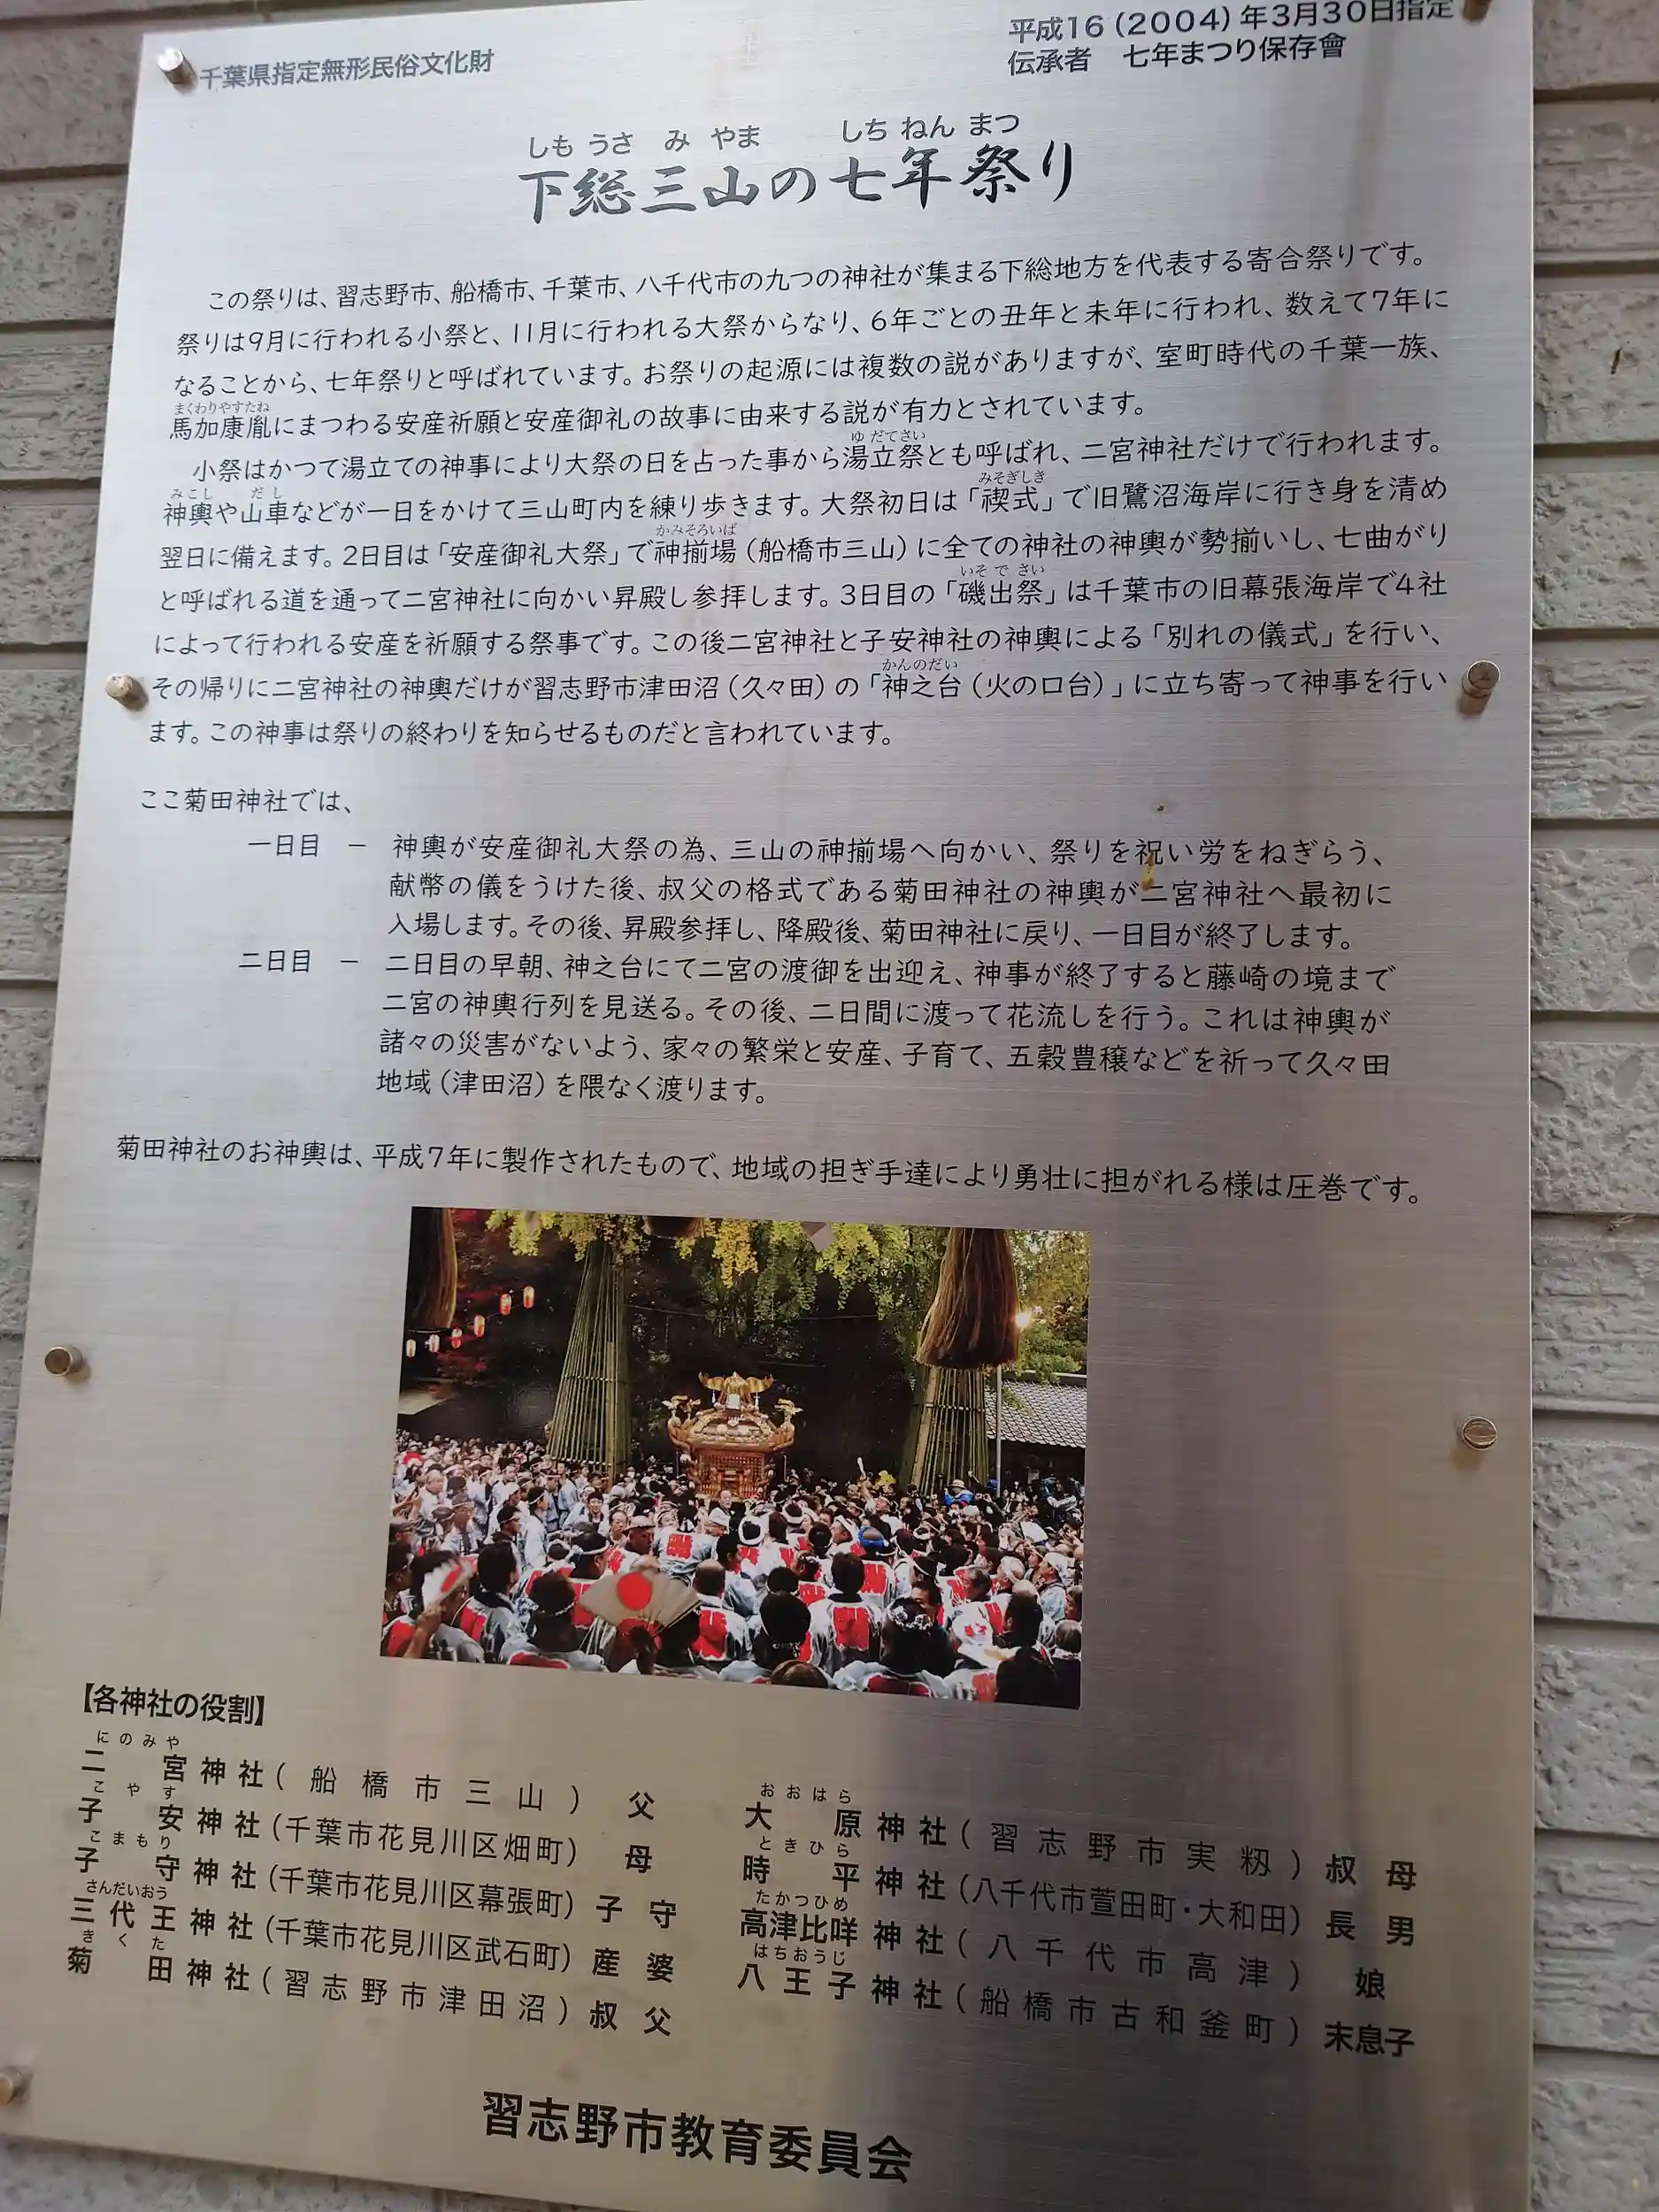 千葉県指定無形民俗文化財
平成16（2004）年3月30日指定
伝承者　七年まつり保存會
しもうさ み やま しち ねん まつ
下総三山の七年祭り
この祭りは、習志野市、船橋市、千葉市、八千代市の九つの神社が集まる下総地方を代表する寄合祭りです。
祭りは9月に行われる小祭と、11月に行われる大祭からなり、6年ごとの丑年と未年に行われ、数えて7年に
なることから、七年祭りと呼ばれています。お祭りの起源には複数の説がありますが、室町時代の千葉一族、
まくわりやすたね
馬加康胤にまつわる安産祈願と安産御礼の故事に由来する説が有力とされています。
ゆ だてさい
小祭はかつて湯立ての神事により大祭の日を占った事から湯立祭とも呼ばれ、二宮神社だけで行われます。
みこし だし みそぎしき
神輿や山車などが一日をかけて三山町内を練り歩きます。大祭初日は「禊式」で旧鷺沼海岸に行き身を清め
かみそろいば
翌日に備えます。2日目は「安産御礼大祭」で神揃場（船橋市三山）に全ての神社の神輿が勢揃いし、七曲がり
いそ で さい
と呼ばれる道を通って二宮神社に向かい昇殿し参拝します。3日目の「磯出祭」は千葉市の旧幕張海岸で4社
によって行われる安産を祈願する祭事です。この後二宮神社と子安神社の神輿による「別れの儀式」を行い、
かんのだい
その帰りに二宮神社の神輿だけが習志野市津田沼（久々田）の「神之台（火の口台）」に立ち寄って神事を行い
ます。この神事は祭りの終わりを知らせるものだと言われています。
ここ菊田神社では、
一日目　－　神輿が安産御礼大祭の為、三山の神揃場へ向かい、祭りを祝い労をねぎらう、
献幣の儀をうけた後、叔父の格式である菊田神社の神輿が二宮神社へ最初に
入場します。その後、昇殿参拝し、降殿後、菊田神社に戻り、一日目が終了します。
二日目　－　二日目の早朝、神之台にて二宮の渡御を出迎え、神事が終了すると藤崎の境まで
二宮の神輿行列を見送る。その後、二日間に渡って花流しを行う。これは神輿が
諸々の災害がないよう、家々の繁栄と安産、子育て、五穀豊穣などを祈って久々田
地域（津田沼）を隈なく渡ります。
菊田神社のお神輿は、平成7年に製作されたもので、地域の担ぎ手達により勇壮に担がれる様は圧巻です。
【各神社の役割】
にのみや
二宮神社(船橋市三山)　父
こやす
子安神社(千葉市花見川区畑町)　母
こまもり
子守神社(千葉市花見川区幕張町)　子守
さんだいおう
三代王神社(千葉市花見川区武石町)　産婆
きくた
菊田神社(習志野市津田沼)　叔父
おおはら
大原神社(習志野市実籾)　叔母
ときひら
時平神社(八千代市萱田町・大和田)　長男
たかつひめ
高津比咩神社(八千代市高津)　娘
はちおうじ
八王子神社(船橋市古和釜町)　末息子
習志野市教育委員会